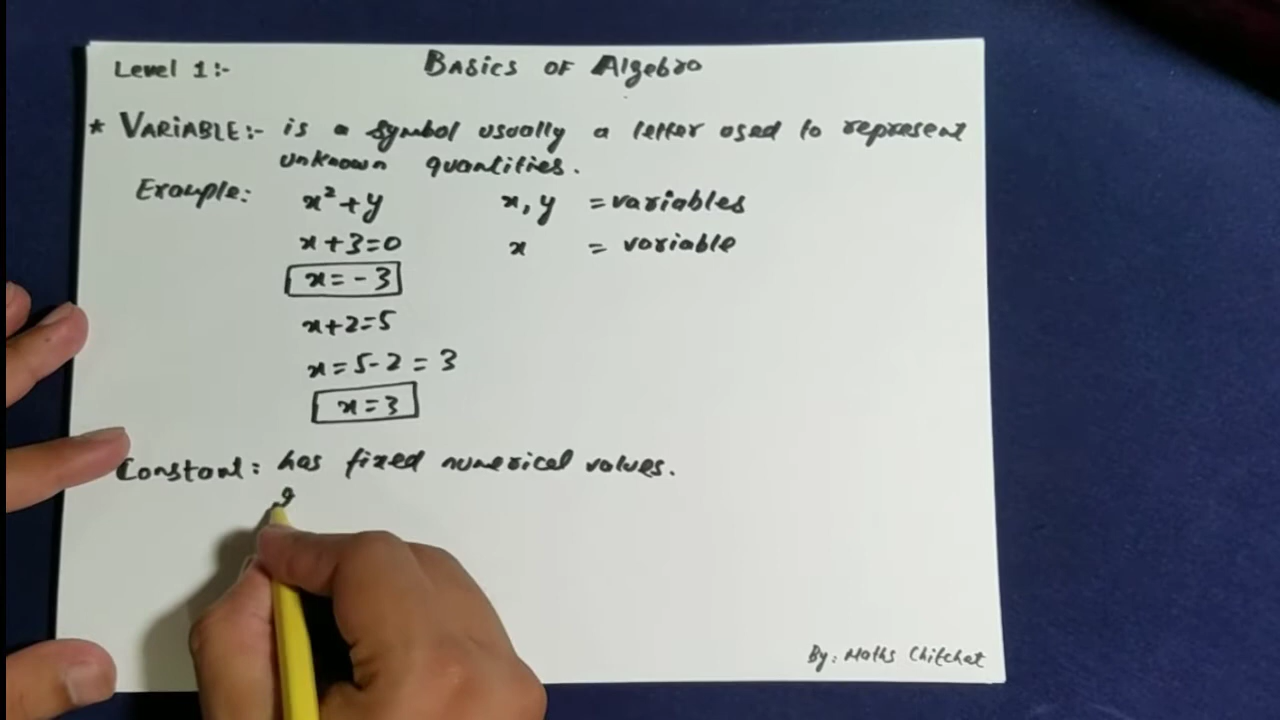 Level 1:- Basics of Algebra
* VARiABLE:- is a symbol usually a letter used to represent
unknown quantities.
Example: x²+y x, y = variables
x+3=0 x = variable
x=-3
x+2=5
x=5-2=3
x=3
Constant: has fixed numerical values.
By: Maths Chitchat